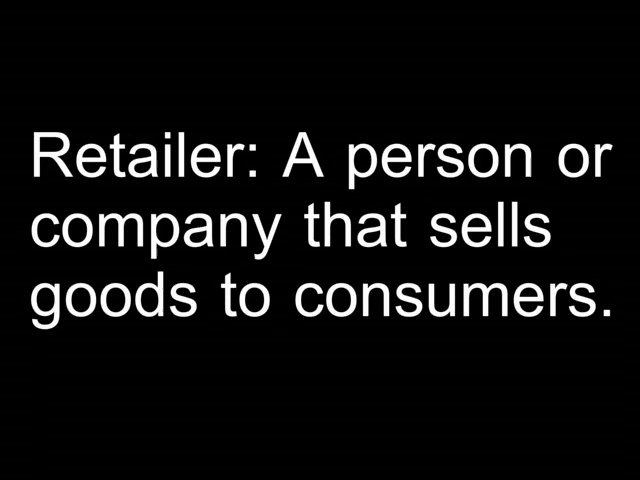 Retailer: A person or
company that sells
goods to consumers.